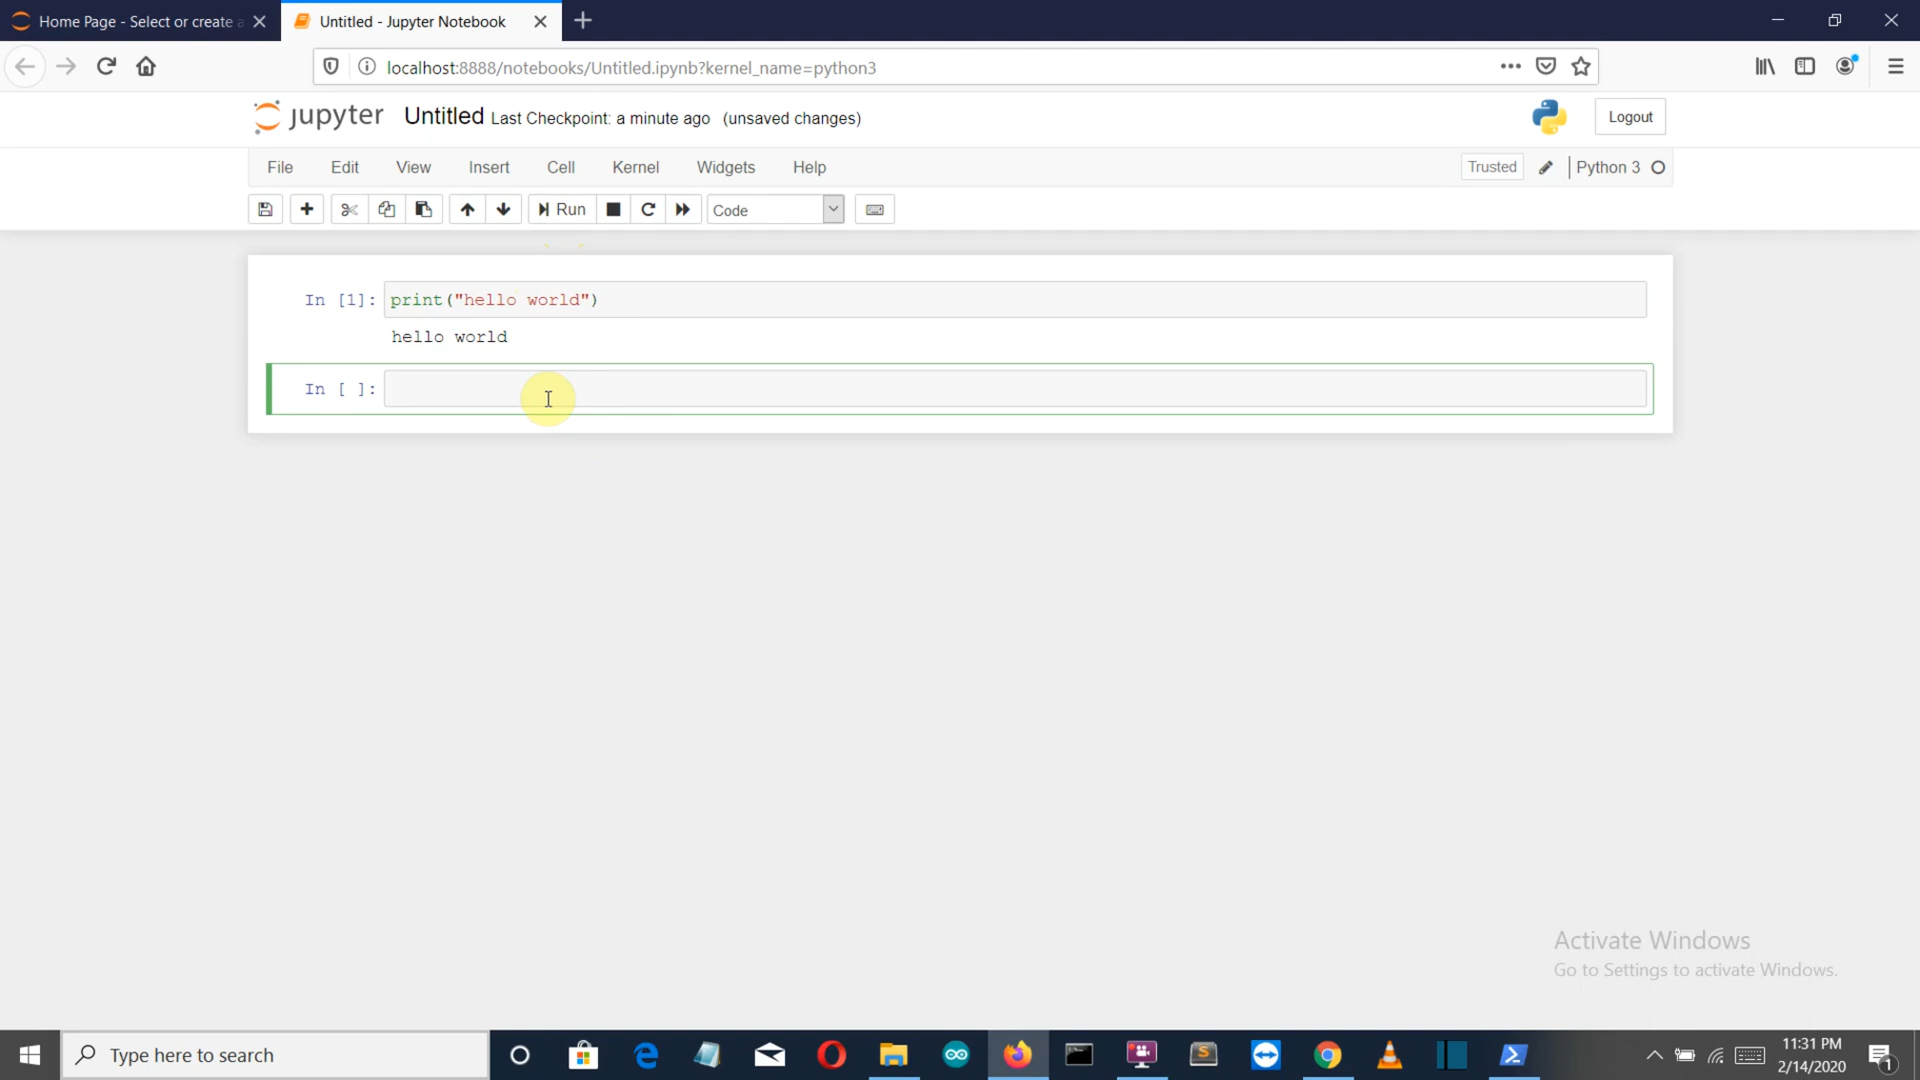 Home Page - Select or create a
Untitled - Jupyter Notebook
localhost:8888/notebooks/Untitled.ipynb?kernel_name=python3
jupyter Untitled Last Checkpoint: a minute ago (unsaved changes)
Logout
File Edit View Insert Cell Kernel Widgets Help
Trusted
Python 3
Run
Code
In [1]: print("hello world")
hello world
In [ ]:
Activate Windows
Go to Settings to activate Windows.
Type here to search
11:31 PM
2/14/2020
1